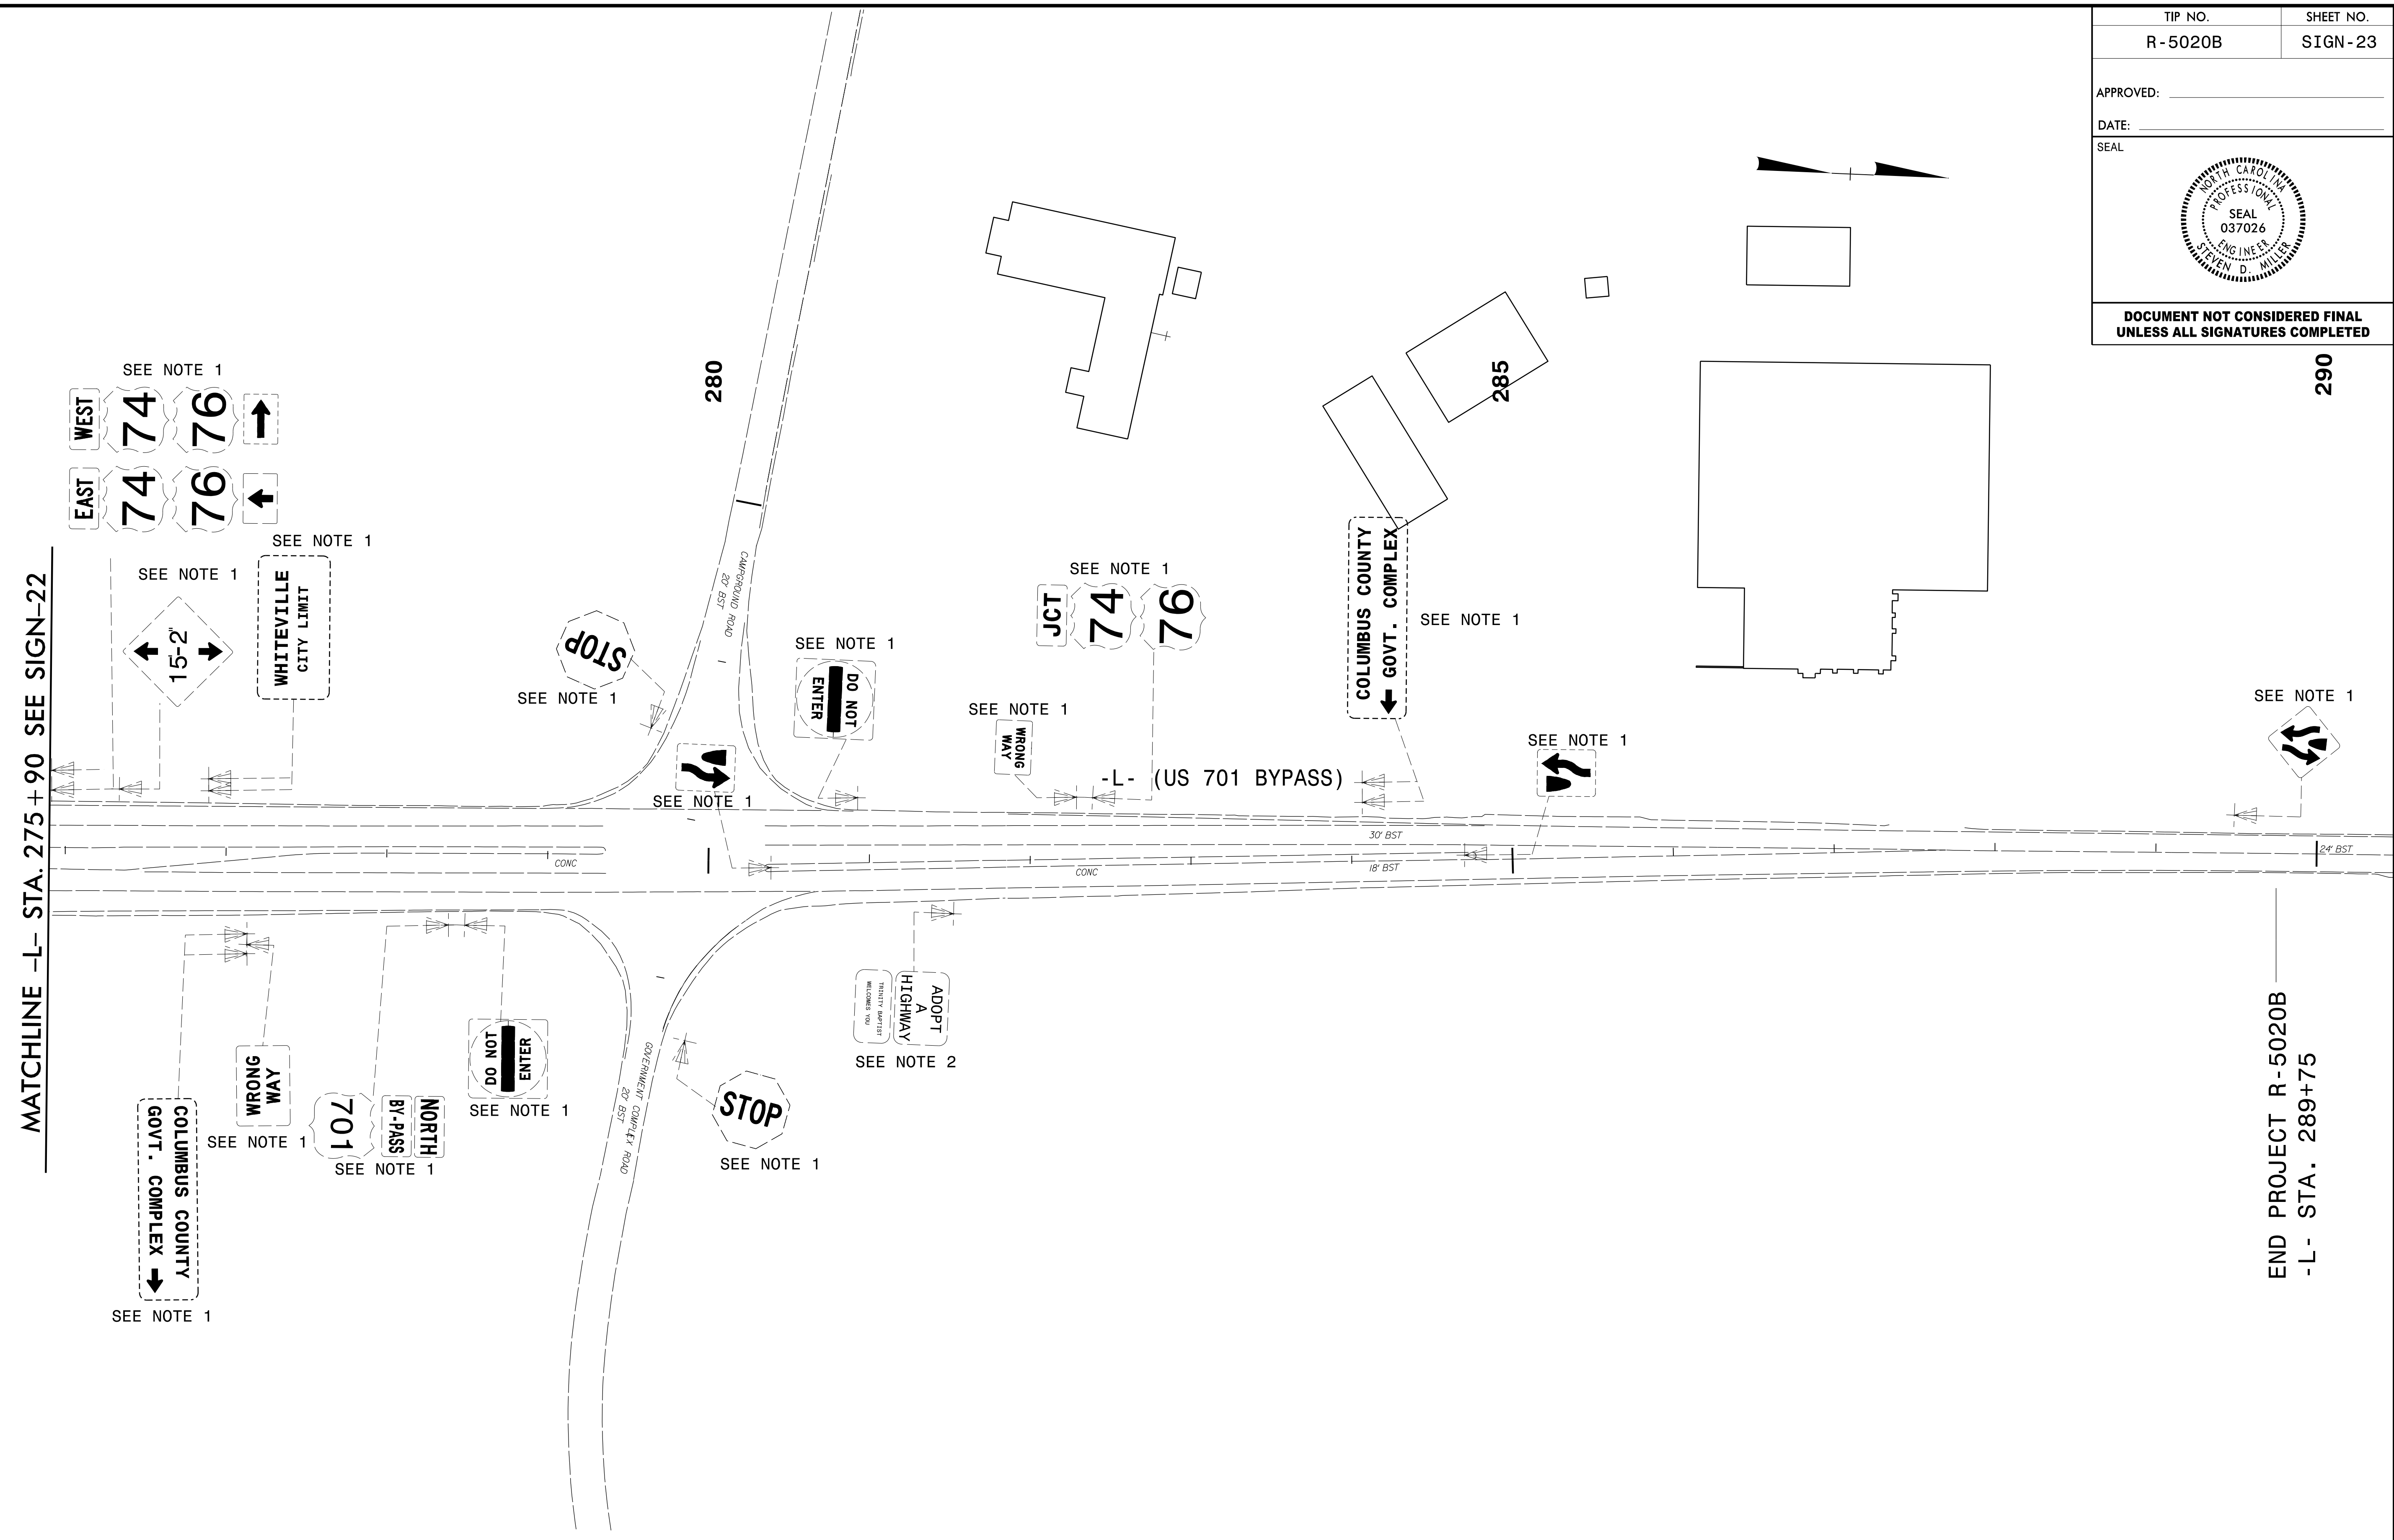 TIP NO.
SHEET NO.
R-5020B
SIGN-23
APPROVED:
DATE:
SEAL
NORTH CAROLINA
PROFESSIONAL
SEAL
037026
ENGINEER
STEVEN D. MILLER
DOCUMENT NOT CONSIDERED FINAL
UNLESS ALL SIGNATURES COMPLETED
280
285
290
MATCHLINE -L- STA. 275+90 SEE SIGN-22
SEE NOTE 1
WEST
74
76
EAST
74
76
SEE NOTE 1
15'-2"
SEE NOTE 1
WHITEVILLE
CITY LIMIT
STOP
SEE NOTE 1
CAMPGROUND ROAD
20' BST
SEE NOTE 1
SEE NOTE 1
DO NOT
ENTER
SEE NOTE 1
WRONG
WAY
SEE NOTE 1
JCT
74
76
-L- (US 701 BYPASS)
COLUMBUS COUNTY
GOVT. COMPLEX
SEE NOTE 1
SEE NOTE 1
SEE NOTE 1
CONC
CONC
30' BST
18' BST
24' BST
COLUMBUS COUNTY
GOVT. COMPLEX
SEE NOTE 1
WRONG
WAY
SEE NOTE 1
NORTH
BY-PASS
701
SEE NOTE 1
DO NOT
ENTER
SEE NOTE 1
GOVERNMENT COMPLEX ROAD
20' BST
STOP
SEE NOTE 1
ADOPT
A
HIGHWAY
TRINITY BAPTIST
WELCOMES YOU
SEE NOTE 2
END PROJECT R-5020B
-L- STA. 289+75